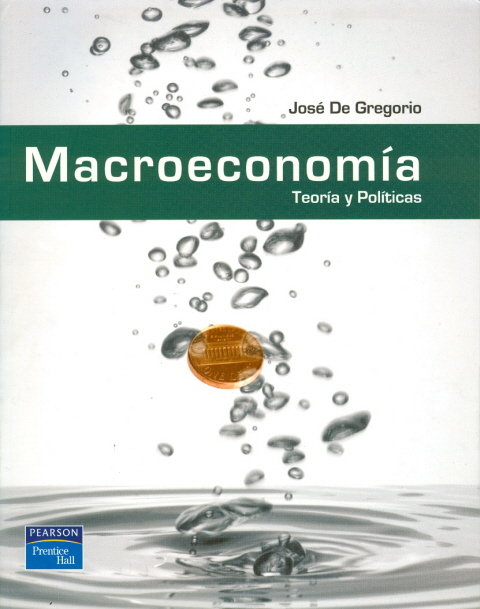 José De Gregorio
Macroeconomía
Teoría y Políticas
PEARSON
Prentice
Hall